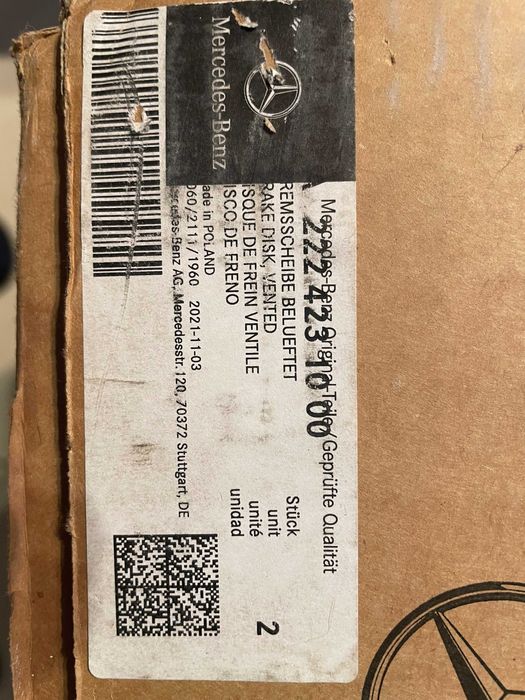 Mercedes-Benz
Mercedes-Benz Original-Teile/Geprüfte Qualität
222 423 10 00
REMSSCHEIBE BELUEFTET
RAKE DISK, VENTED
ISQUE DE FREIN VENTILE
ISCO DE FRENO
Stück
unit
unité
unidad
2
ade in POLAND
060/2111/1960 2021-11-03
Benz AG, Mercedesstr. 120, 70372 Stuttgart, DE